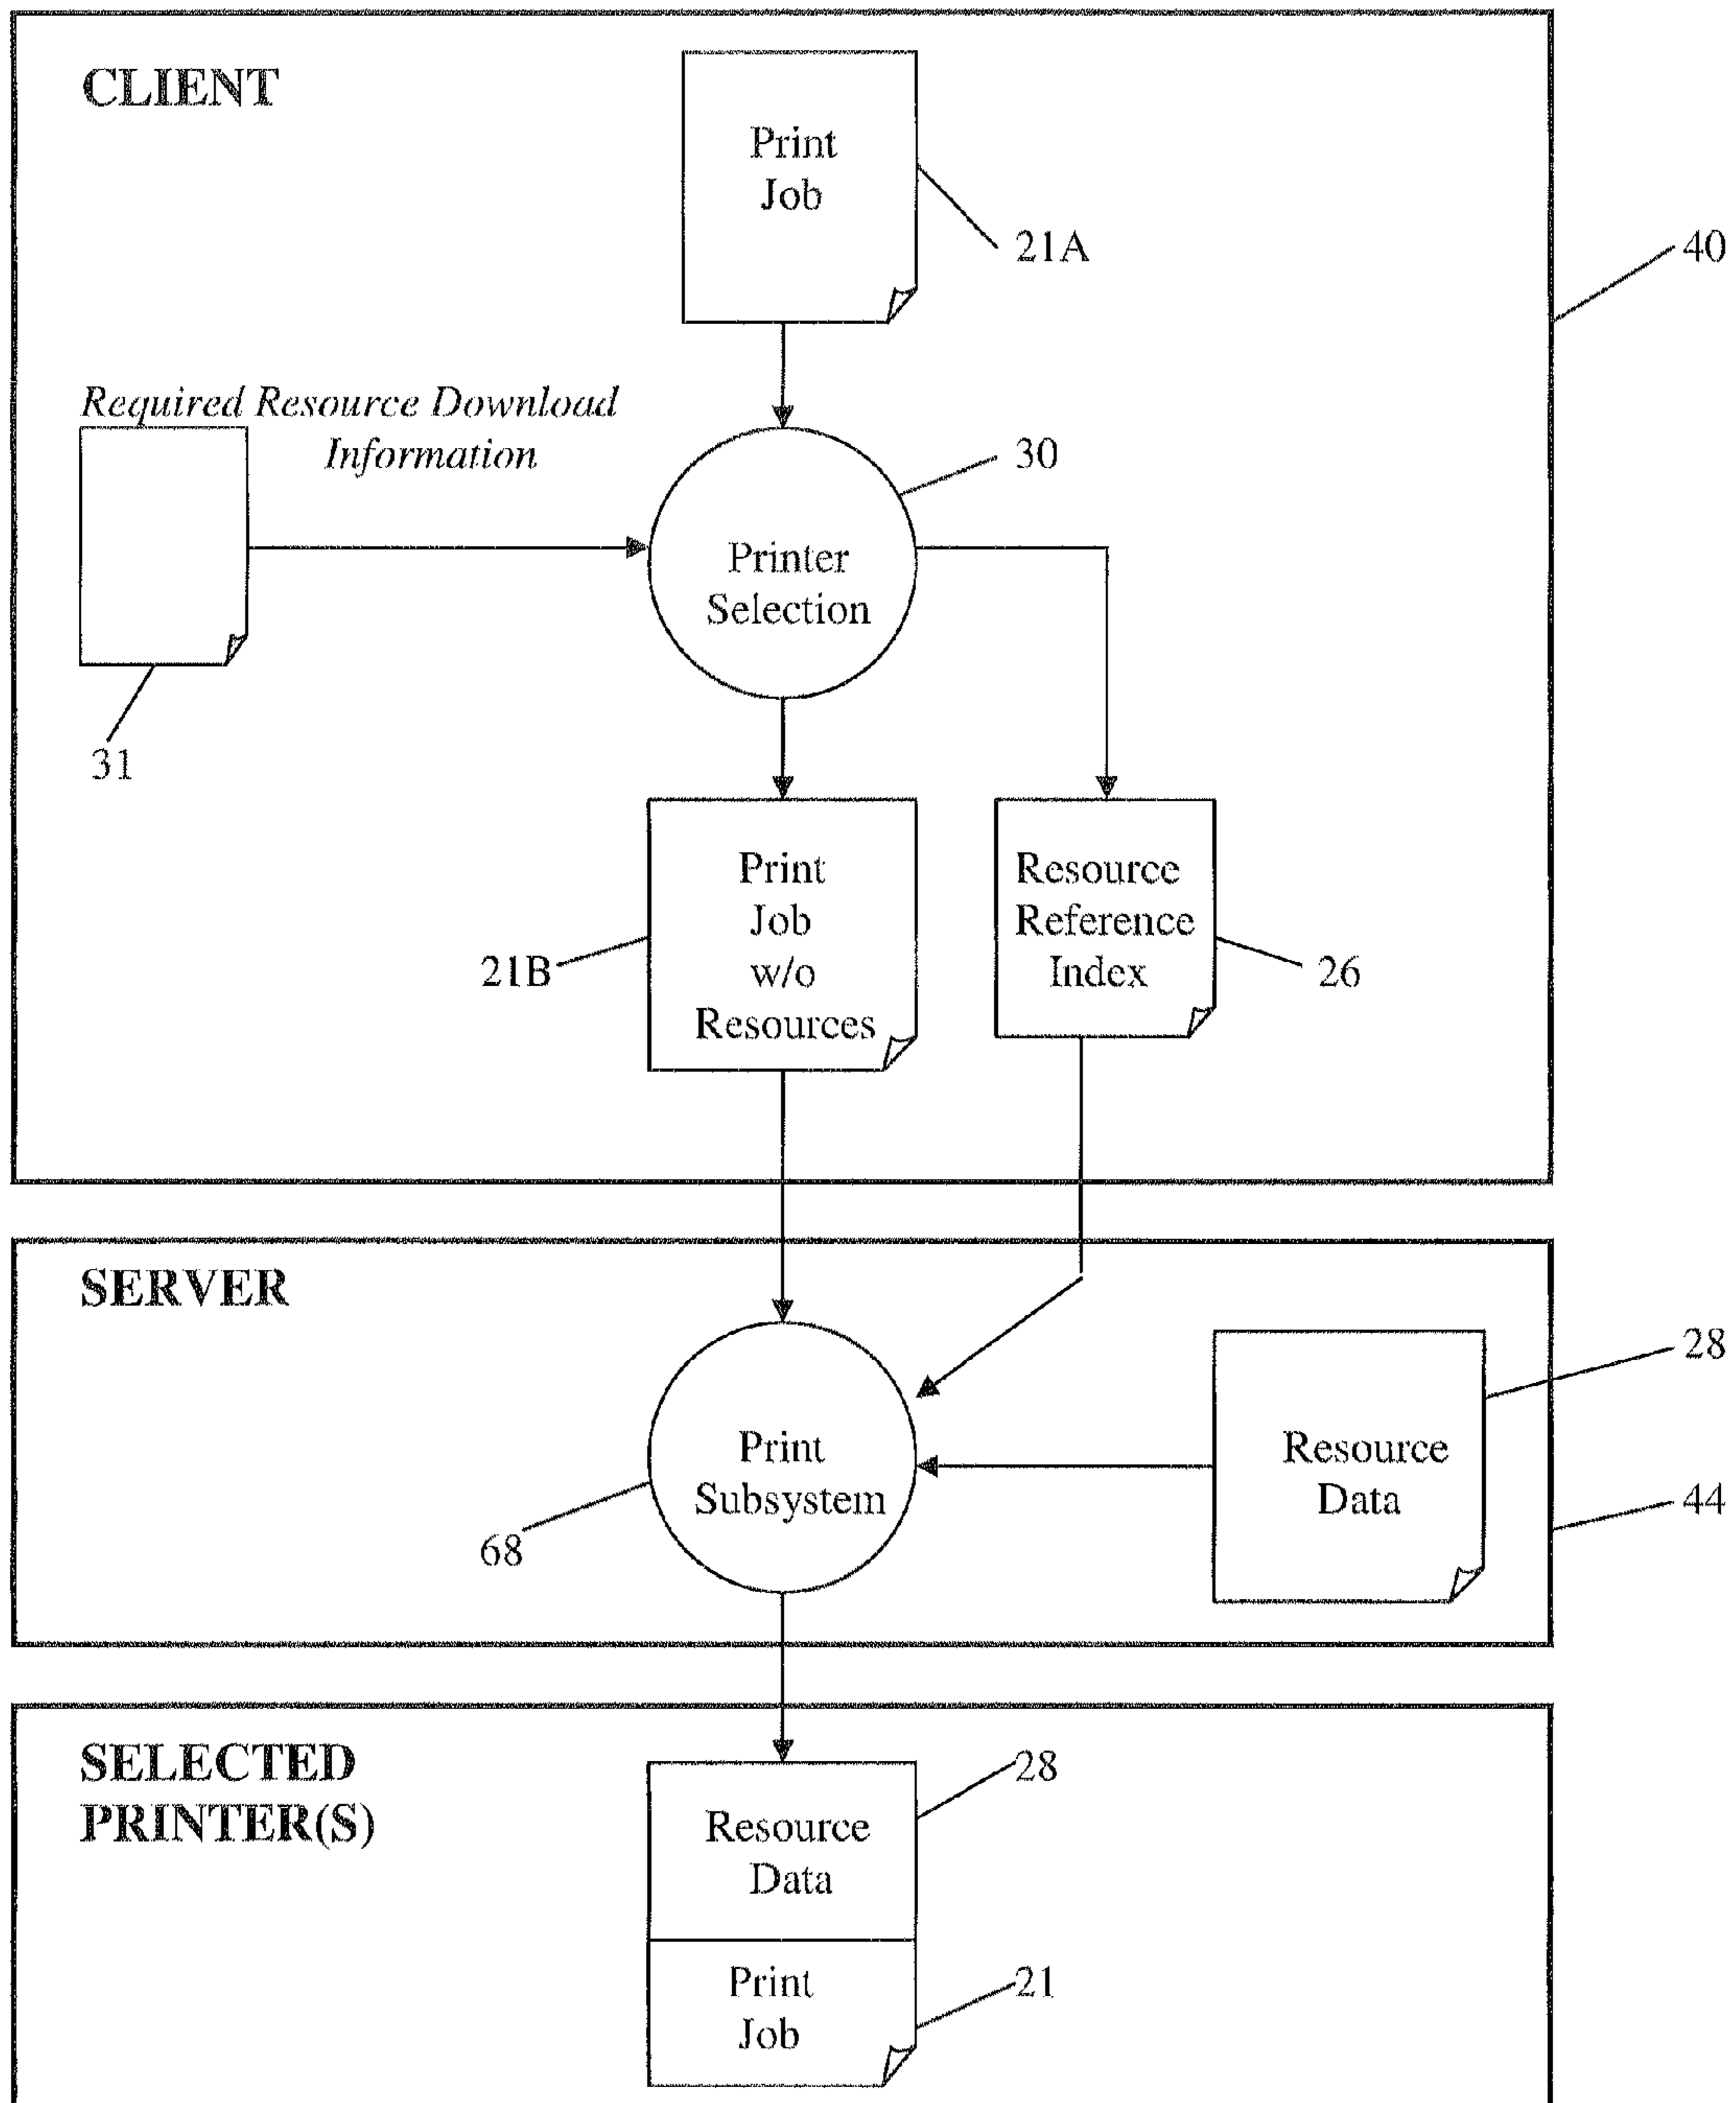 CLIENT
Print
Job
21A
40
Required Resource Download
Information
30
Printer
Selection
31
Print
Job
w/o
Resources
21B
Resource
Reference
Index
26
SERVER
28
Print
Subsystem
68
Resource
Data
44
SELECTED
PRINTER(S)
28
Resource
Data
21
Print
Job